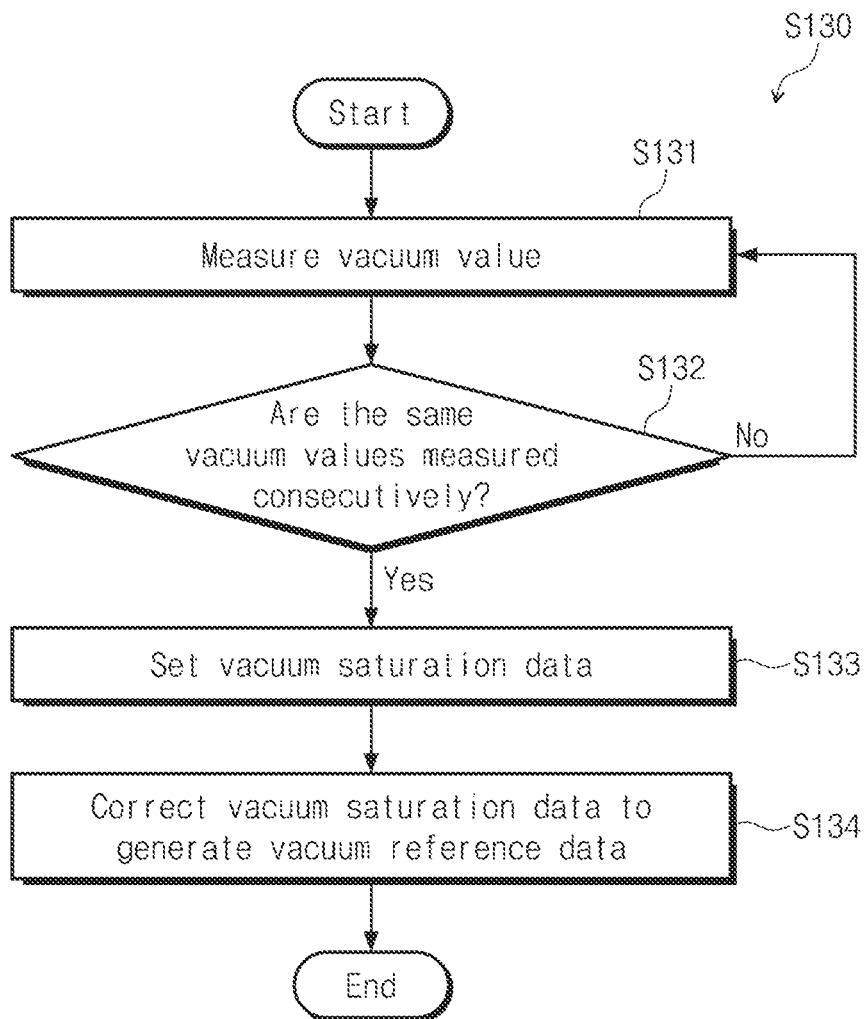 S130
Start
S131
Measure vacuum value
S132
Are the same
vacuum values measured
consecutively?
No
Yes
Set vacuum saturation data
S133
Correct vacuum saturation data to
generate vacuum reference data
S134
End